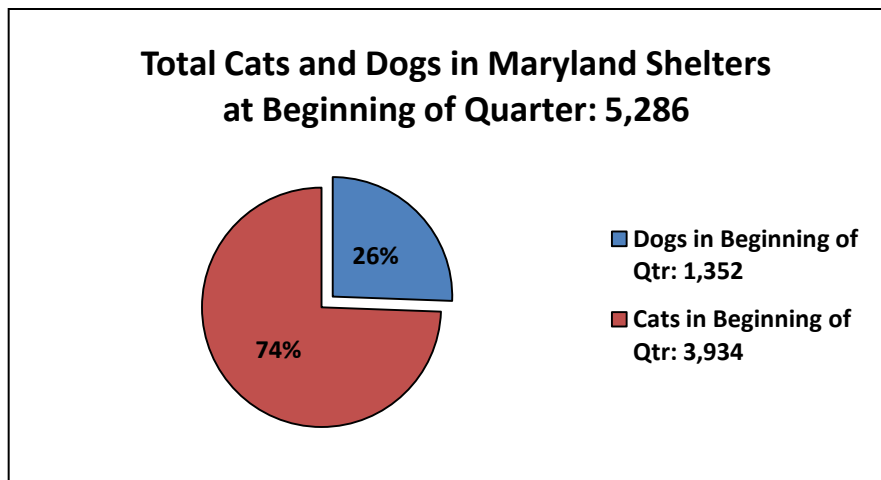 Total Cats and Dogs in Maryland Shelters
at Beginning of Quarter: 5,286
26%
74%
Dogs in Beginning of
Qtr: 1,352
Cats in Beginning of
Qtr: 3,934